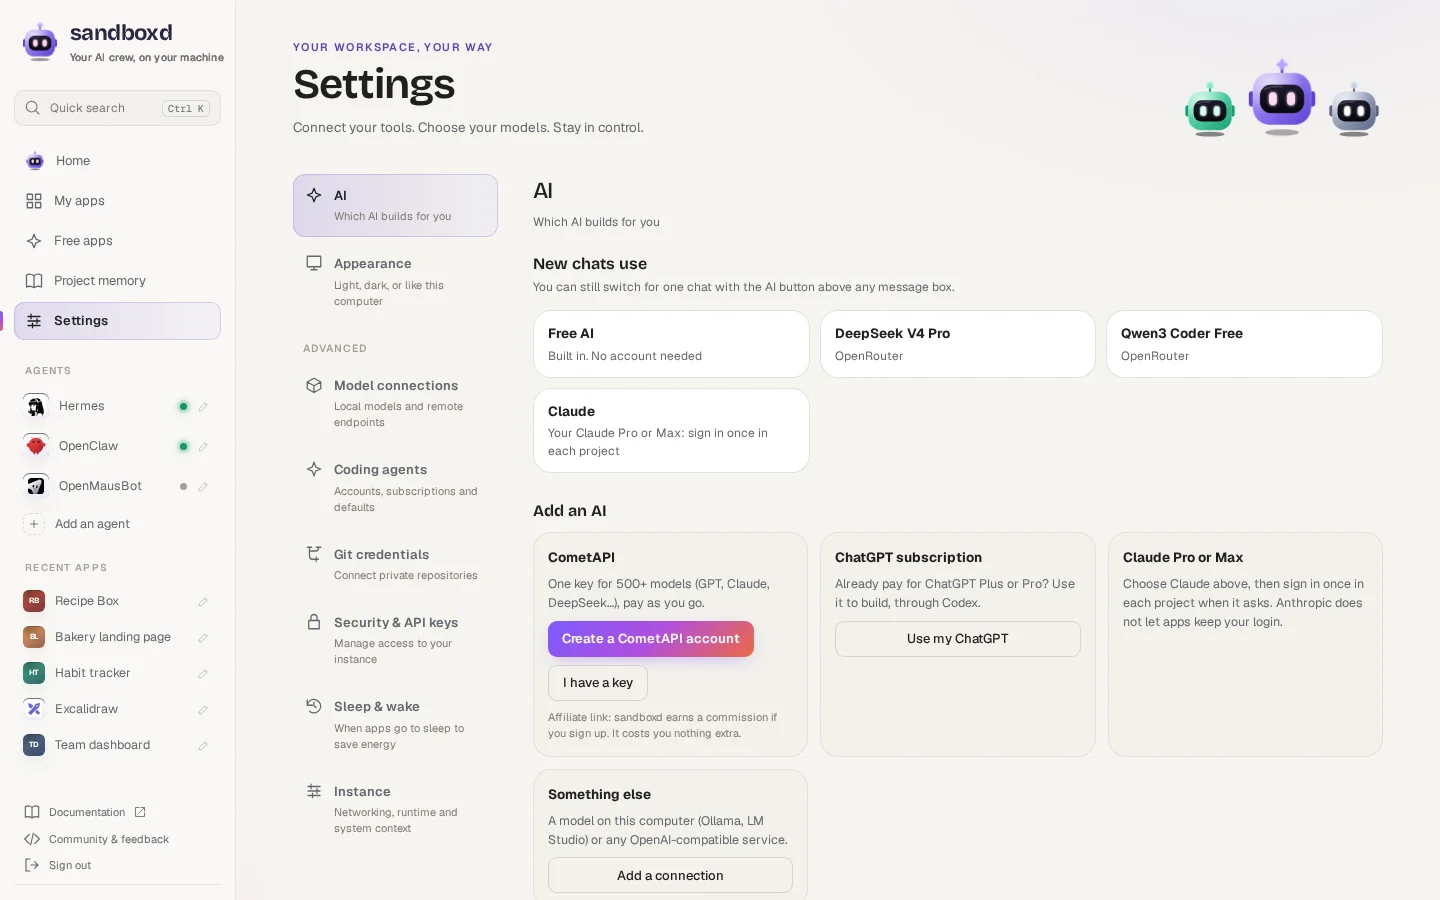 sandboxd
Your AI crew, on your machine
Quick search
Ctrl K
Home
My apps
Free apps
Project memory
Settings
AGENTS
Hermes
OpenClaw
OpenMausBot
Add an agent
RECENT APPS
RB
Recipe Box
BL
Bakery landing page
HT
Habit tracker
Excalidraw
TD
Team dashboard
Documentation
Community & feedback
Sign out
YOUR WORKSPACE, YOUR WAY
Settings
Connect your tools. Choose your models. Stay in control.
AI
Which AI builds for you
Appearance
Light, dark, or like this
computer
ADVANCED
Model connections
Local models and remote
endpoints
Coding agents
Accounts, subscriptions and
defaults
Git credentials
Connect private repositories
Security & API keys
Manage access to your
instance
Sleep & wake
When apps go to sleep to
save energy
Instance
Networking, runtime and
system context
AI
Which AI builds for you
New chats use
You can still switch for one chat with the AI button above any message box.
Free AI
Built in. No account needed
DeepSeek V4 Pro
OpenRouter
Qwen3 Coder Free
OpenRouter
Claude
Your Claude Pro or Max: sign in once in
each project
Add an AI
CometAPI
One key for 500+ models (GPT, Claude,
DeepSeek...), pay as you go.
Create a CometAPI account
I have a key
Affiliate link: sandboxd earns a commission if
you sign up. It costs you nothing extra.
ChatGPT subscription
Already pay for ChatGPT Plus or Pro? Use
it to build, through Codex.
Use my ChatGPT
Claude Pro or Max
Choose Claude above, then sign in once in
each project when it asks. Anthropic does
not let apps keep your login.
Something else
A model on this computer (Ollama, LM
Studio) or any OpenAI-compatible service.
Add a connection